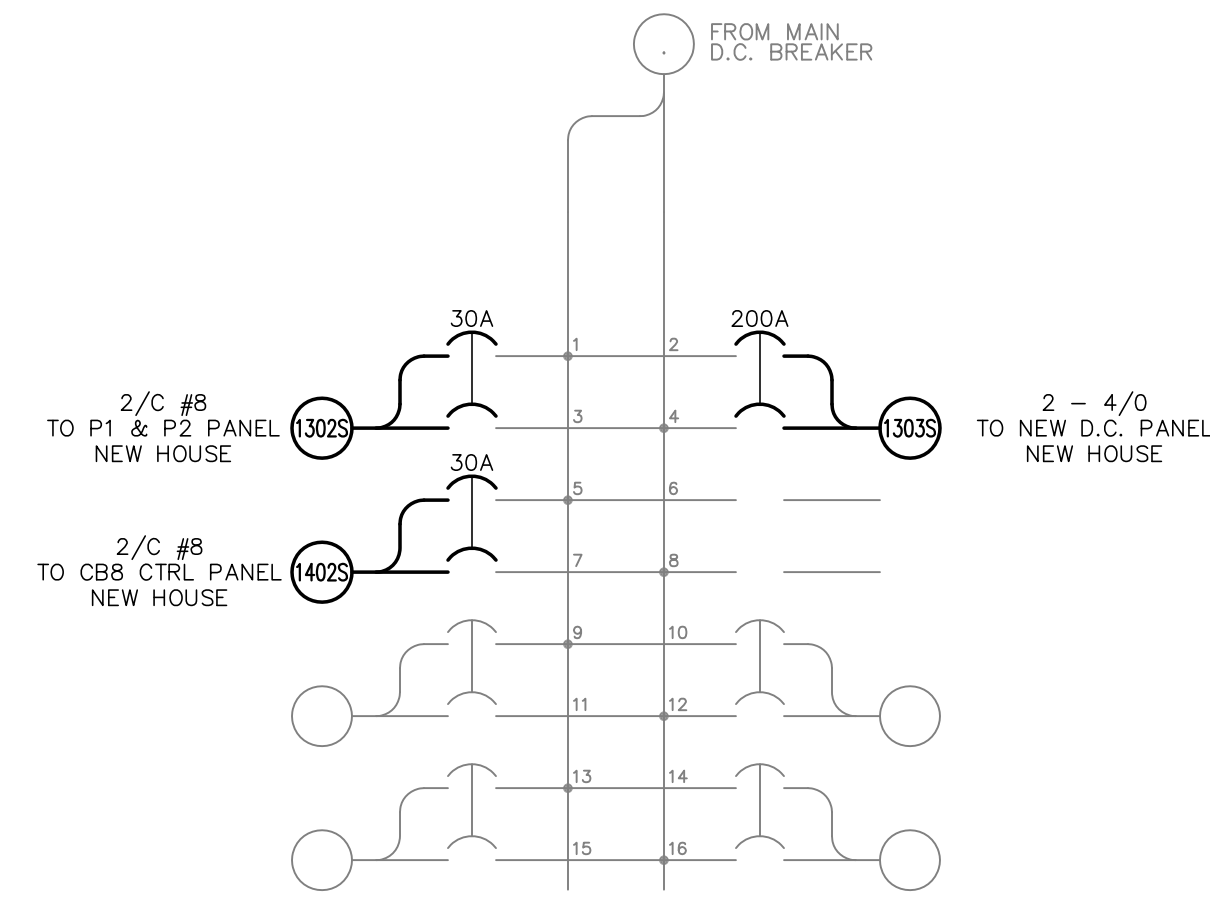 FROM MAIN
D.C. BREAKER
30A
200A
1
2
2/C #8
TO P1 & P2 PANEL
NEW HOUSE
1302S
3
4
1303S
2 - 4/0
TO NEW D.C. PANEL
NEW HOUSE
30A
5
6
2/C #8
TO CB8 CTRL PANEL
NEW HOUSE
1402S
7
8
9
10
11
12
13
14
15
16